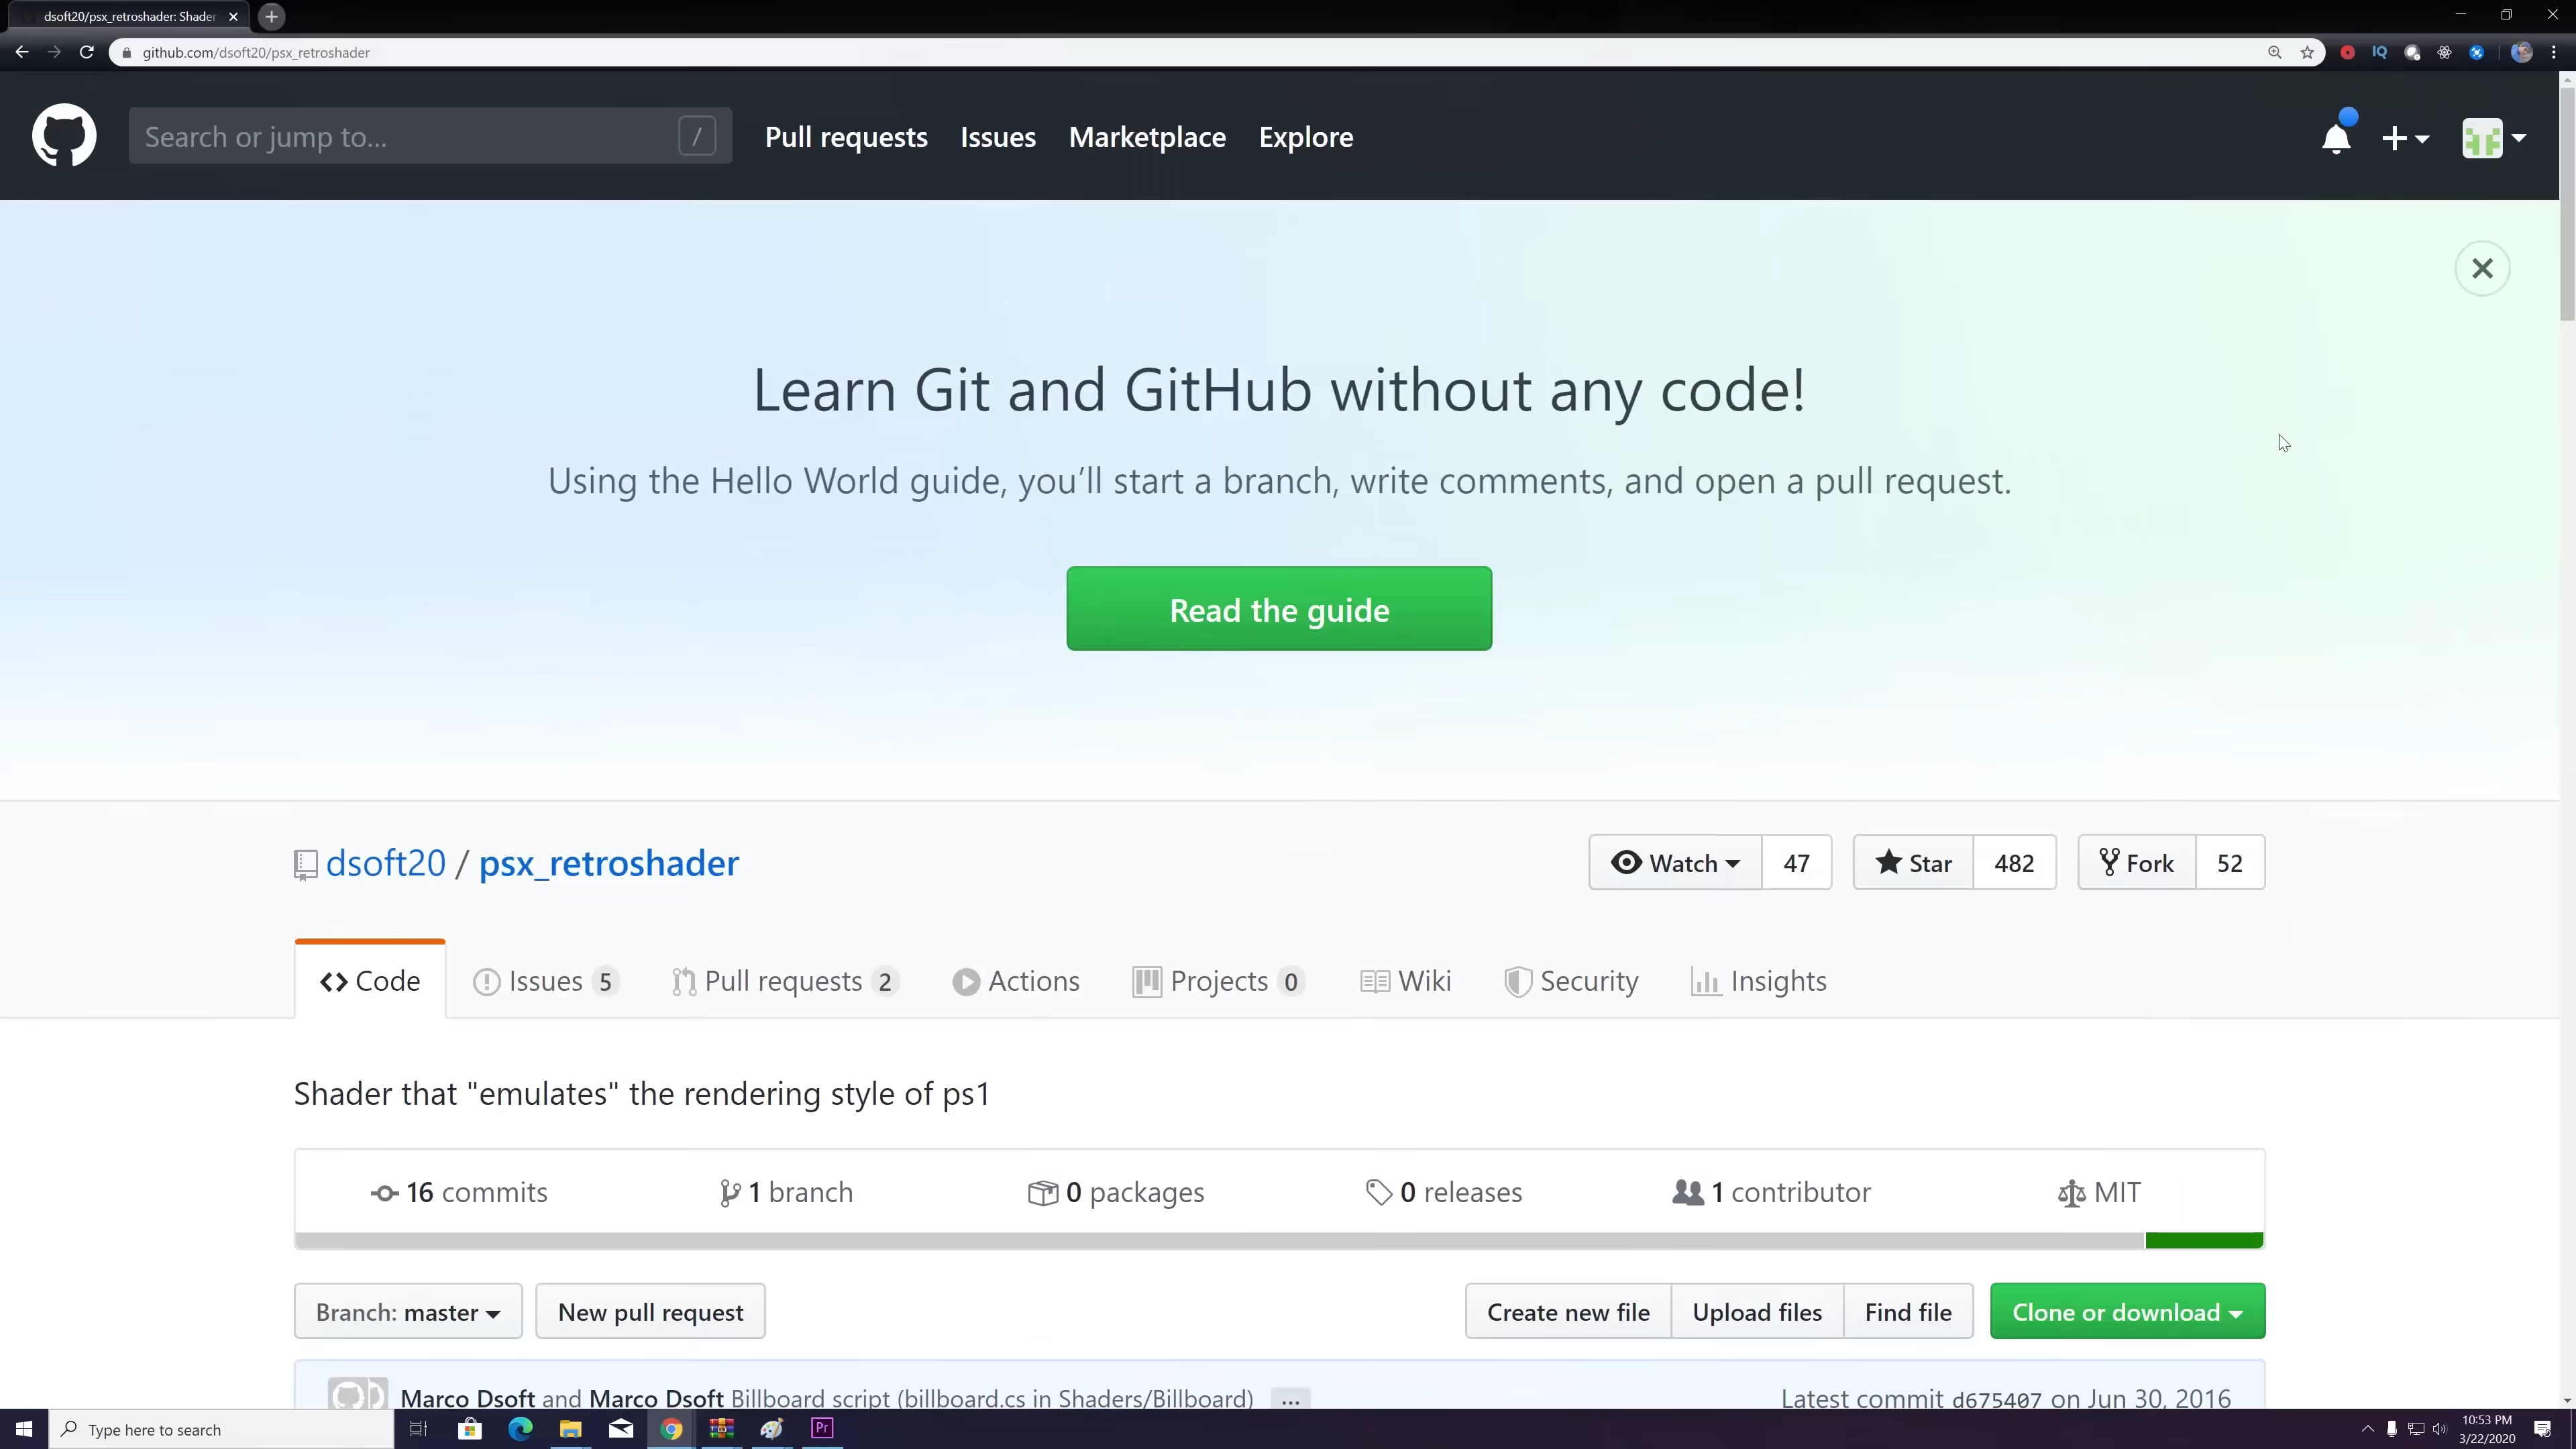 dsoft20/psx_retroshader: Shader
github.com/dsoft20/psx_retroshader
IQ
Search or jump to... /
Pull requests Issues Marketplace Explore
Learn Git and GitHub without any code!
Using the Hello World guide, you’ll start a branch, write comments, and open a pull request.
Read the guide
dsoft20 / psx_retroshader
Watch 47 Star 482 Fork 52
Code Issues 5 Pull requests 2 Actions Projects 0 Wiki Security Insights
Shader that "emulates" the rendering style of ps1
16 commits 1 branch 0 packages 0 releases 1 contributor MIT
Branch: master New pull request Create new file Upload files Find file Clone or download
Marco Dsoft and Marco Dsoft Billboard script (billboard.cs in Shaders/Billboard) ... Latest commit d675407 on Jun 30, 2016
Type here to search Pr
10:53 PM
3/22/2020